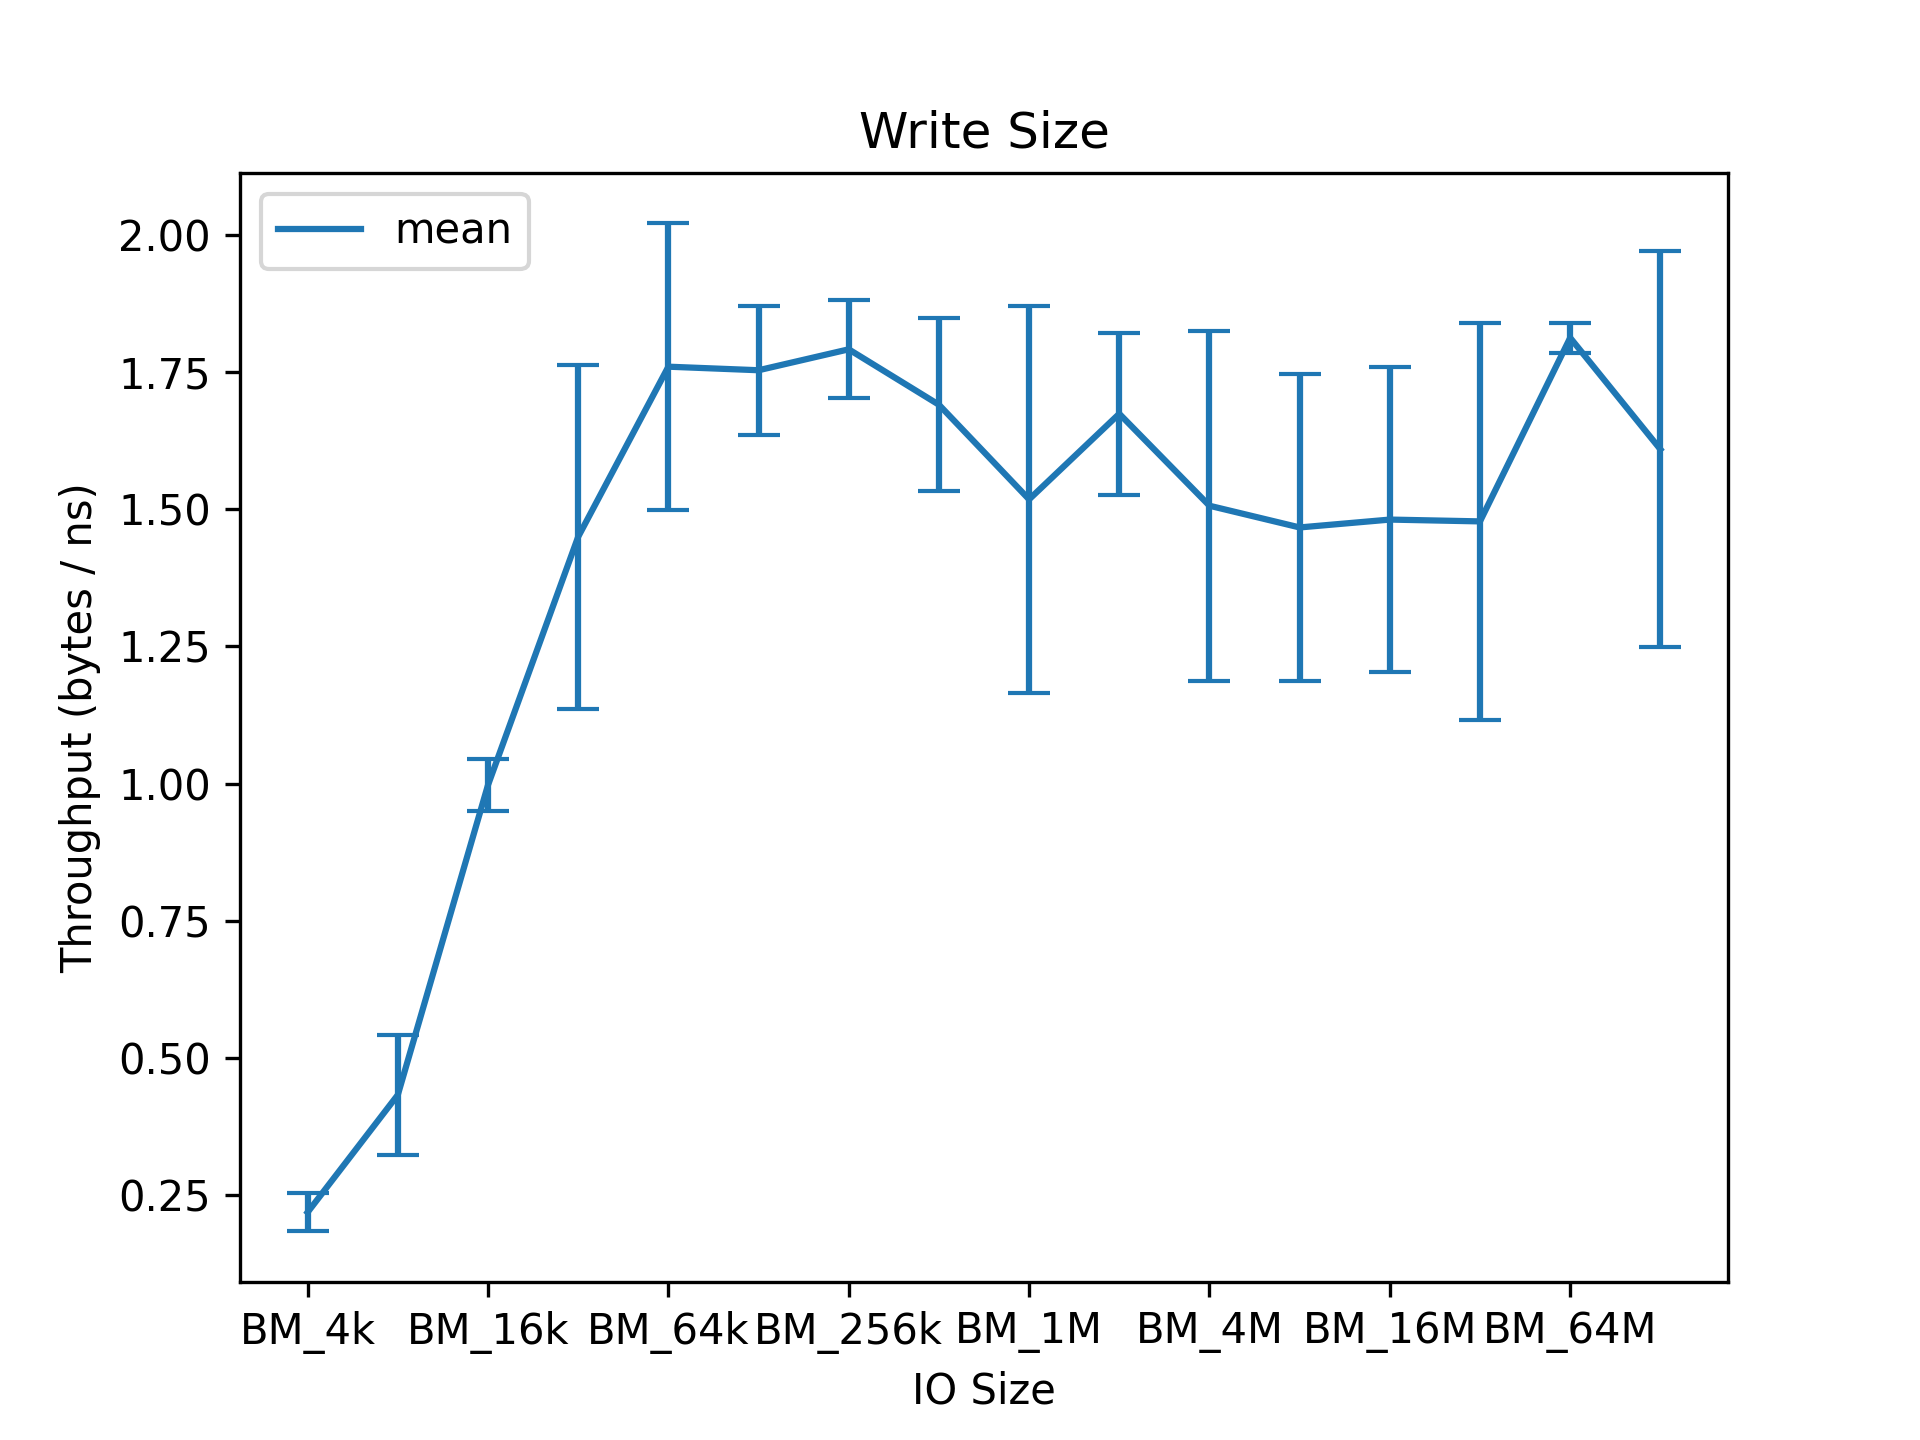 Write Size
mean
2.00
1.75
1.50
1.25
1.00
0.75
0.50
0.25
Throughput (bytes / ns)
BM_4k BM_16k BM_64k BM_256k BM_1M BM_4M BM_16M BM_64M
IO Size